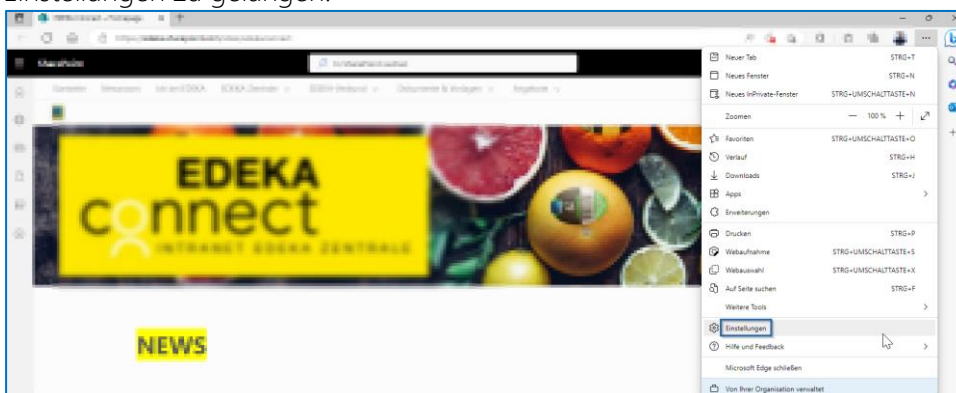 Einstellungen zu gelangen.
SharePoint
EDEKA
connect
INTRANET EDEKA ZENTRALE
NEWS
Neuer Tab STRG+T
Neues Fenster STRG+N
Neues InPrivate-Fenster STRG+UMSCHALTTASTE+N
Zoomen — 100 % +
Favoriten STRG+UMSCHALTTASTE+O
Verlauf STRG+H
Downloads STRG+J
Apps
Erweiterungen
Drucken STRG+P
Webaufnahme STRG+UMSCHALTTASTE+S
Webauswahl STRG+UMSCHALTTASTE+X
Auf Seite suchen STRG+F
Weitere Tools
Einstellungen
Hilfe und Feedback
Microsoft Edge schließen
Von Ihrer Organisation verwaltet